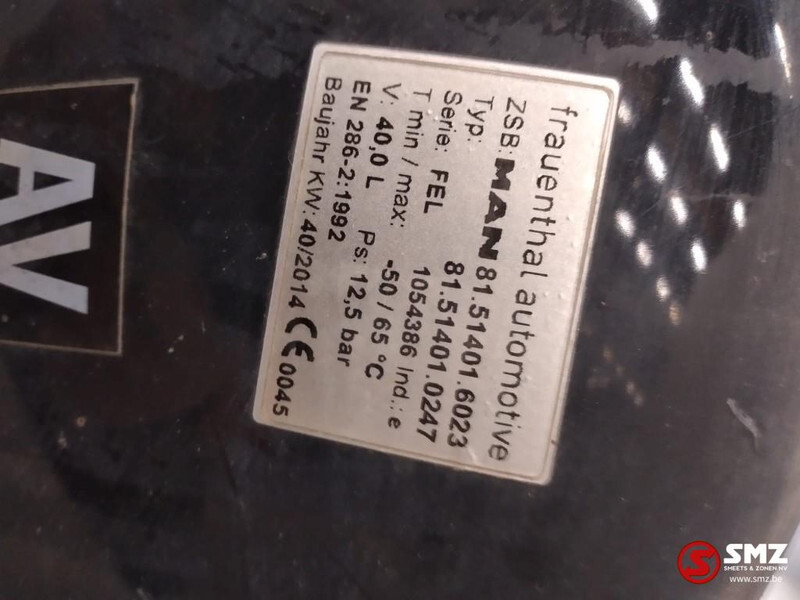 frauenthal automotive
ZSB: MAN 81.51401.6023
Typ: 81.51401.0247
Serie: FEL 1054386 Ind.: e
T min / max: -50 / 65 °C
V: 40,0 L Ps: 12,5 bar
EN 286-2:1992
Baujahr KW: 40/2014 CE 0045
AV
SMZ
SMEETS & ZONEN NV
www.smz.be